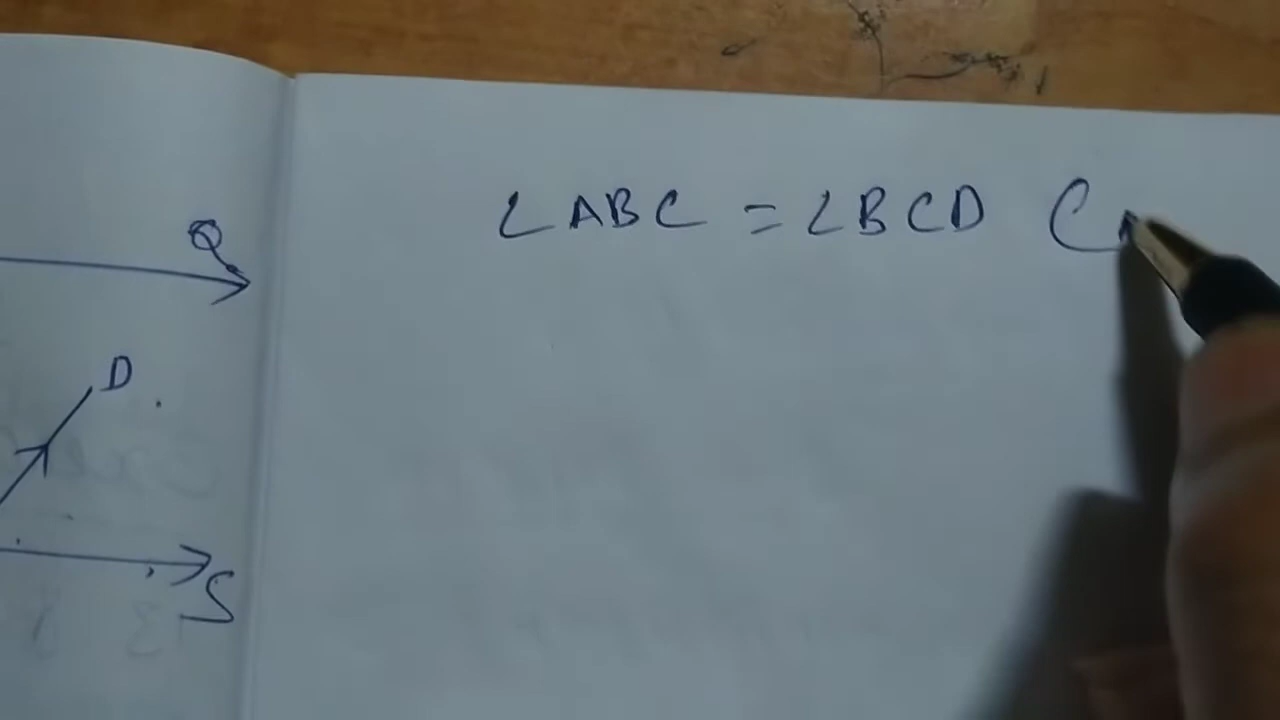 ∠ABC = ∠BCD (
Q
D
S